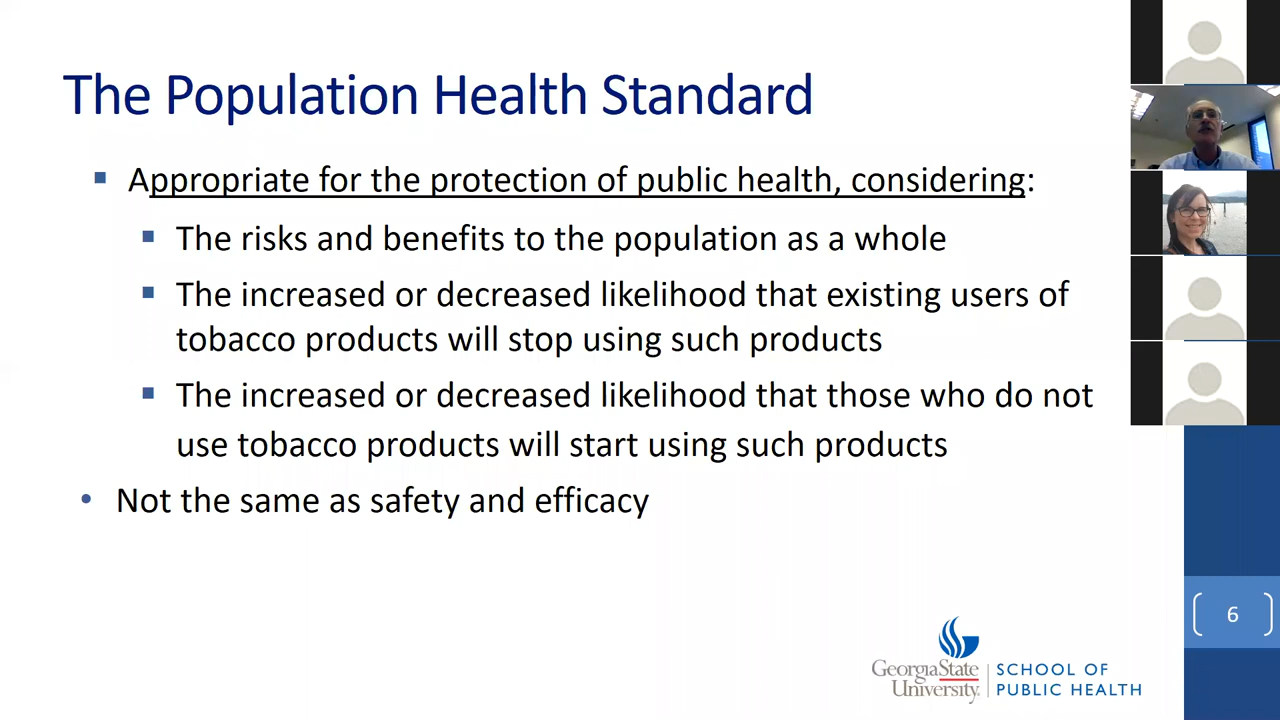 The Population Health Standard
Appropriate for the protection of public health, considering:
The risks and benefits to the population as a whole
The increased or decreased likelihood that existing users of
tobacco products will stop using such products
The increased or decreased likelihood that those who do not
use tobacco products will start using such products
Not the same as safety and efficacy
6
GeorgiaState
University
SCHOOL OF
PUBLIC HEALTH